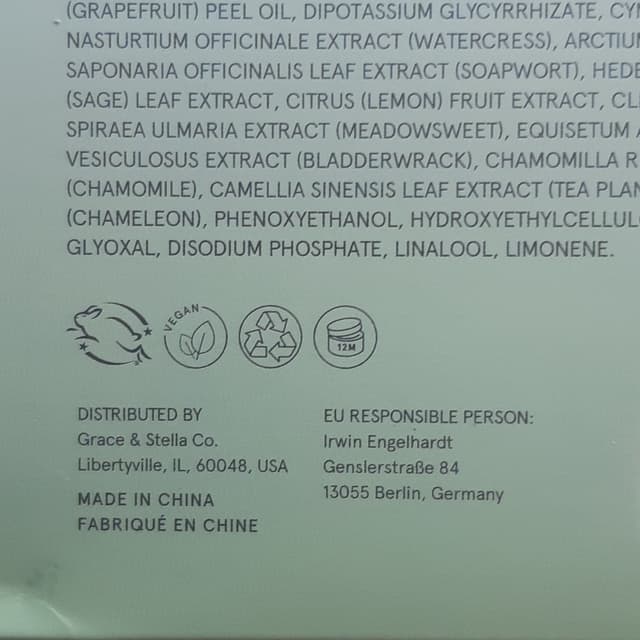 (GRAPEFRUIT) PEEL OIL, DIPOTASSIUM GLYCYRRHIZATE,
NASTURTIUM OFFICINALE EXTRACT (WATERCRESS),
SAPONARIA OFFICINALIS LEAF EXTRACT (SOAPWORT),
(SAGE) LEAF EXTRACT, CITRUS (LEMON) FRUIT EXTRACT,
SPIRAEA ULMARIA EXTRACT (MEADOWSWEET), EQUISETUM
VESICULOSUS EXTRACT (BLADDERWRACK), CHAMOMILLA
(CHAMOMILE), CAMELLIA SINENSIS LEAF EXTRACT (TEA
(CHAMELEON), PHENOXYETHANOL,
GLYOXAL, DISODIUM PHOSPHATE, LINALOOL, LIMONENE.
VEGAN
12M
DISTRIBUTED BY
Grace & Stella Co.
Libertyville, IL, 60048, USA
MADE IN CHINA
FABRIQUÉ EN CHINE
EU RESPONSIBLE PERSON:
Irwin Engelhardt
Genslerstraße 84
13055 Berlin, Germany